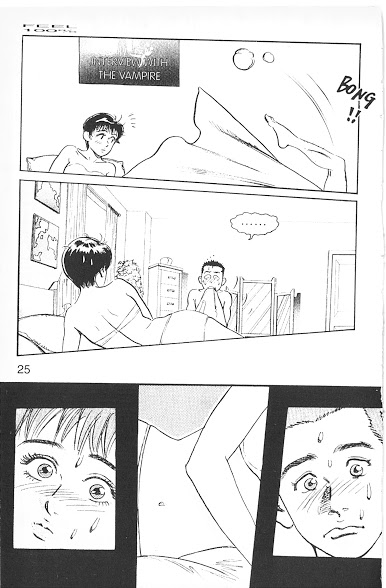 FEEL
100%
INTERVIEW WITH
THE VAMPIRE
BONG
!!
......
25